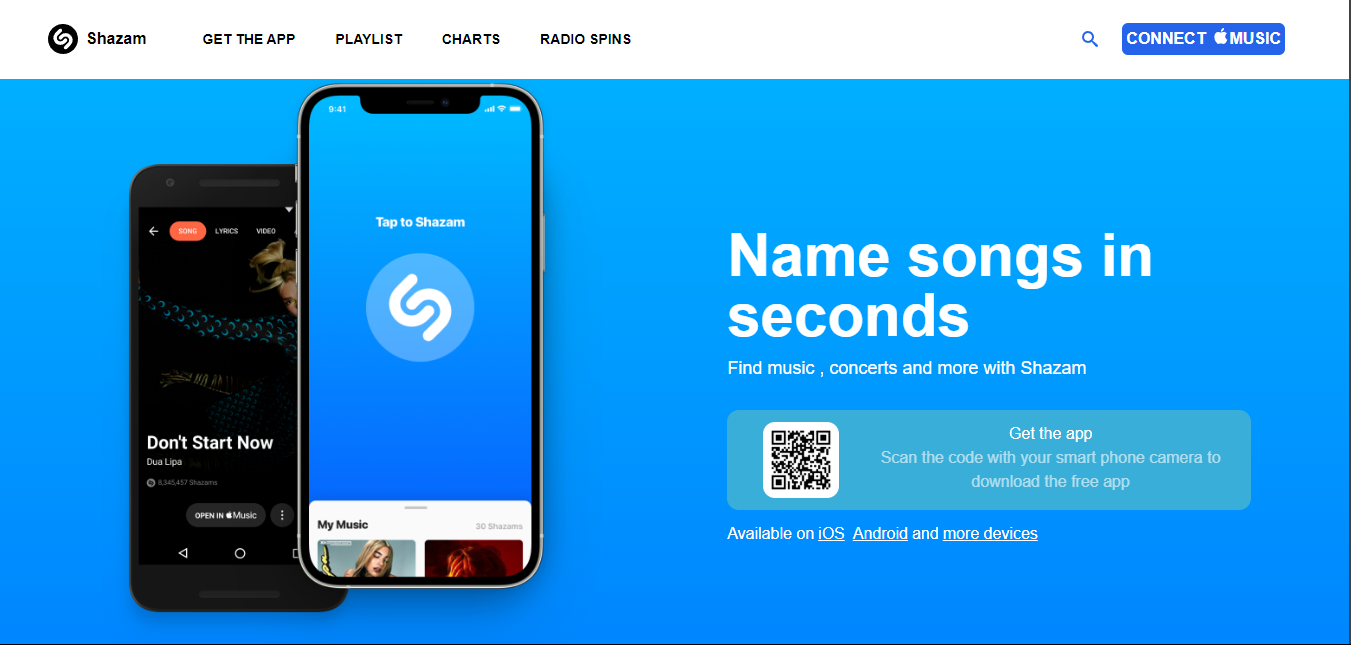 Shazam
GET THE APP
PLAYLIST
CHARTS
RADIO SPINS
CONNECT MUSIC
9:41
Tap to Shazam
SONG
LYRICS
VIDEO
Don't Start Now
Dua Lipa
8,345,457 Shazams
OPEN IN Music
My Music
30 Shazams
Name songs in
seconds
Find music , concerts and more with Shazam
Get the app
Scan the code with your smart phone camera to
download the free app
Available on iOS Android and more devices